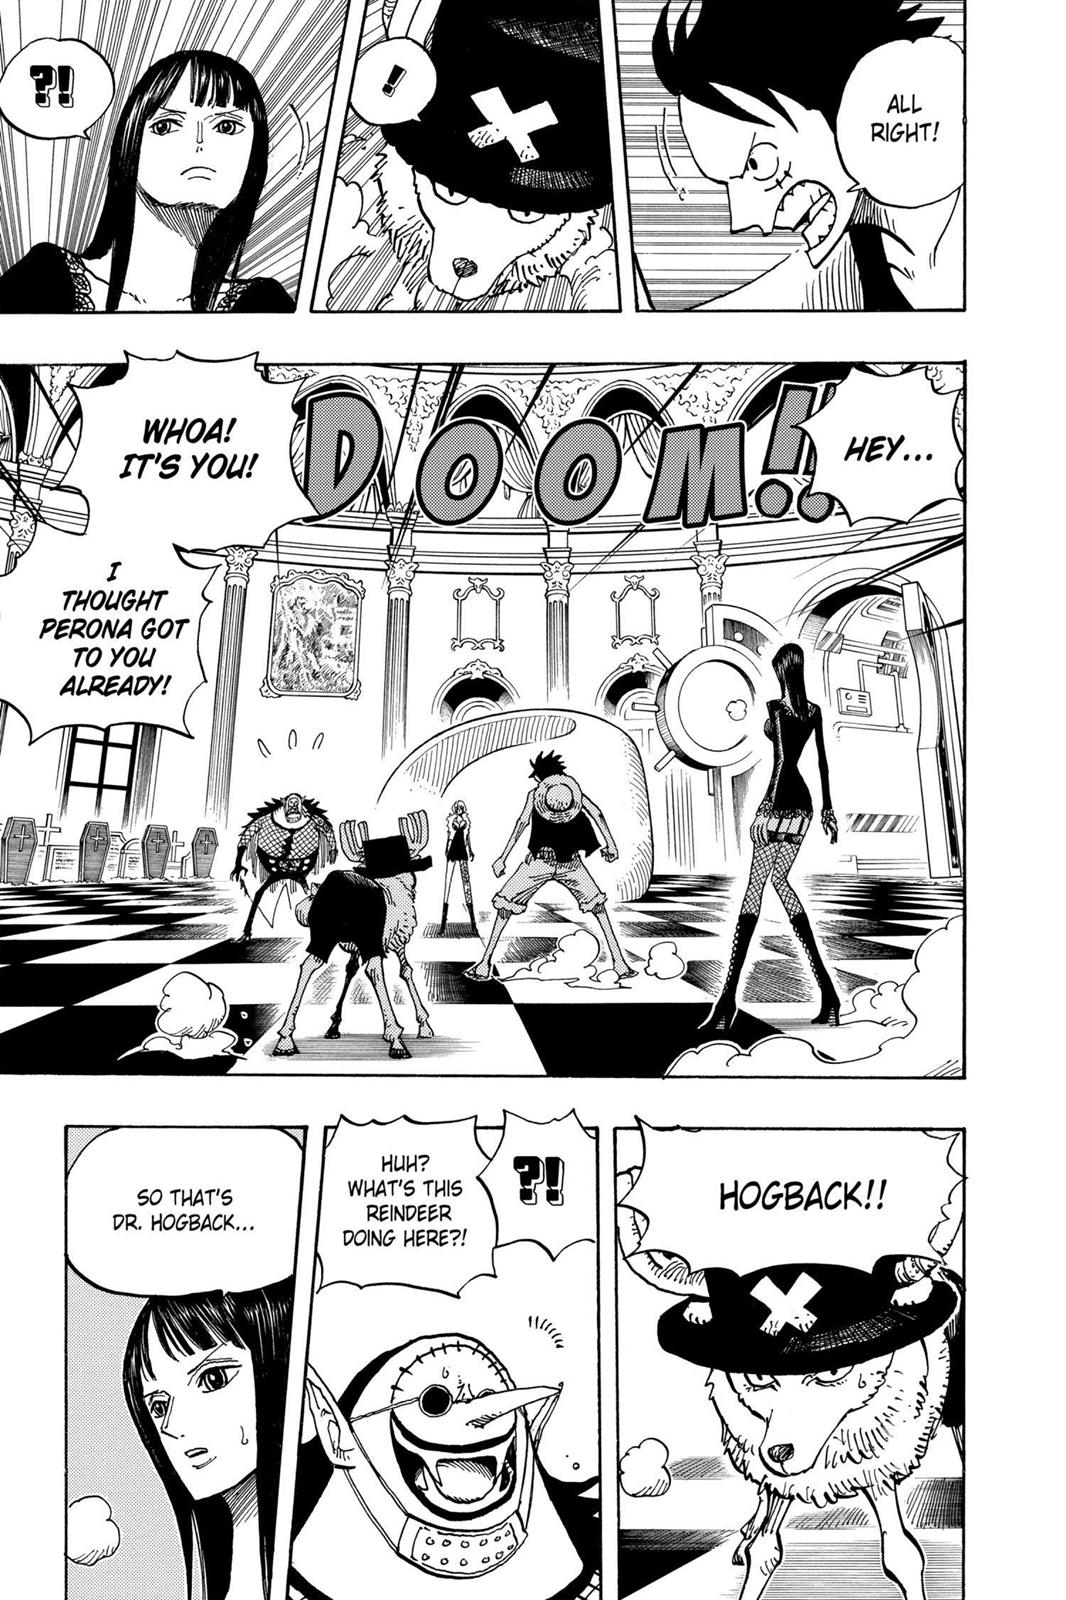 ALL
RIGHT!
!
?!
HEY...
DOOM!!
WHOA!
IT'S YOU!
I
THOUGHT
PERONA GOT
TO YOU
ALREADY!
HOGBACK!!
?!
HUH?
WHAT'S THIS
REINDEER
DOING HERE?!
SO THAT'S
DR. HOGBACK...